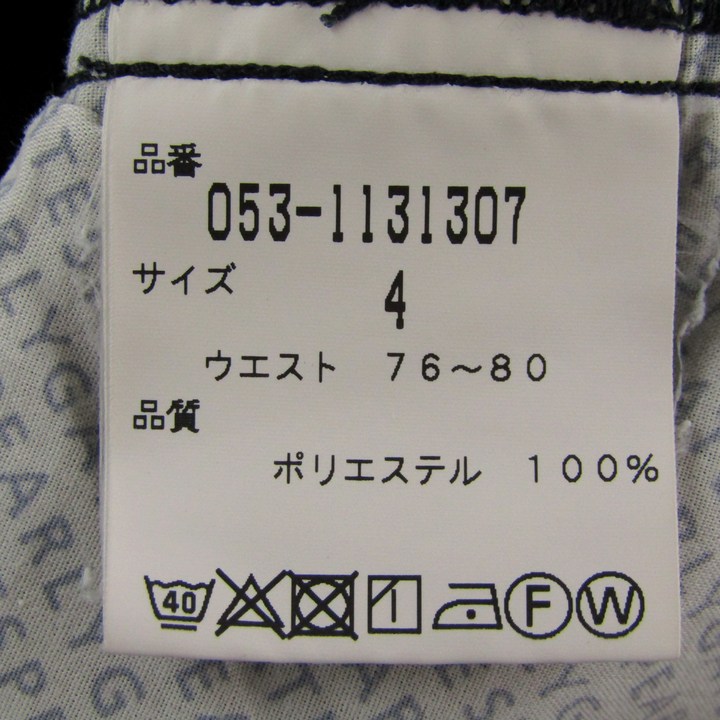 品番
053-1131307
サイズ
4
ウエスト 76～80
品質
ポリエステル 100%
40 F W